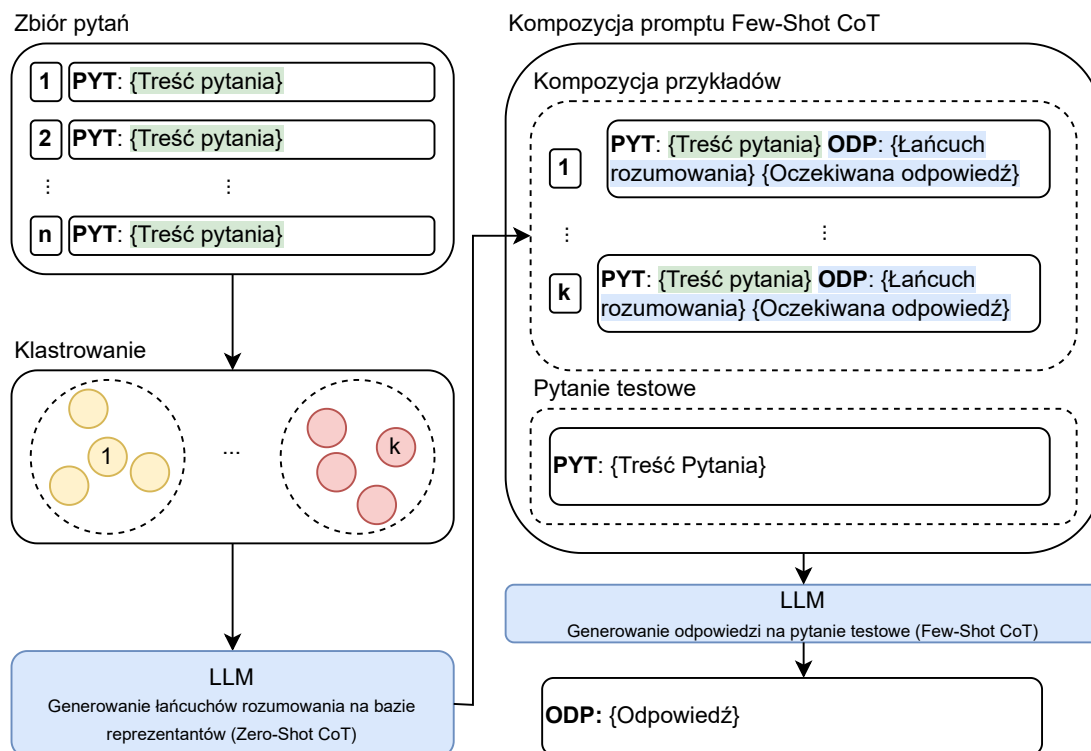 Zbiór pytań
1 PYT: {Treść pytania}
2 PYT: {Treść pytania}
⋮ ⋮
n PYT: {Treść pytania}
Klastrowanie
1 ... k
LLM
Generowanie łańcuchów rozumowania na bazie
reprezentantów (Zero-Shot CoT)
Kompozycja promptu Few-Shot CoT
Kompozycja przykładów
1
PYT: {Treść pytania} ODP: {Łańcuch
rozumowania} {Oczekiwana odpowiedź}
⋮ ⋮
k
PYT: {Treść pytania} ODP: {Łańcuch
rozumowania} {Oczekiwana odpowiedź}
Pytanie testowe
PYT: {Treść Pytania}
LLM
Generowanie odpowiedzi na pytanie testowe (Few-Shot CoT)
ODP: {Odpowiedź}